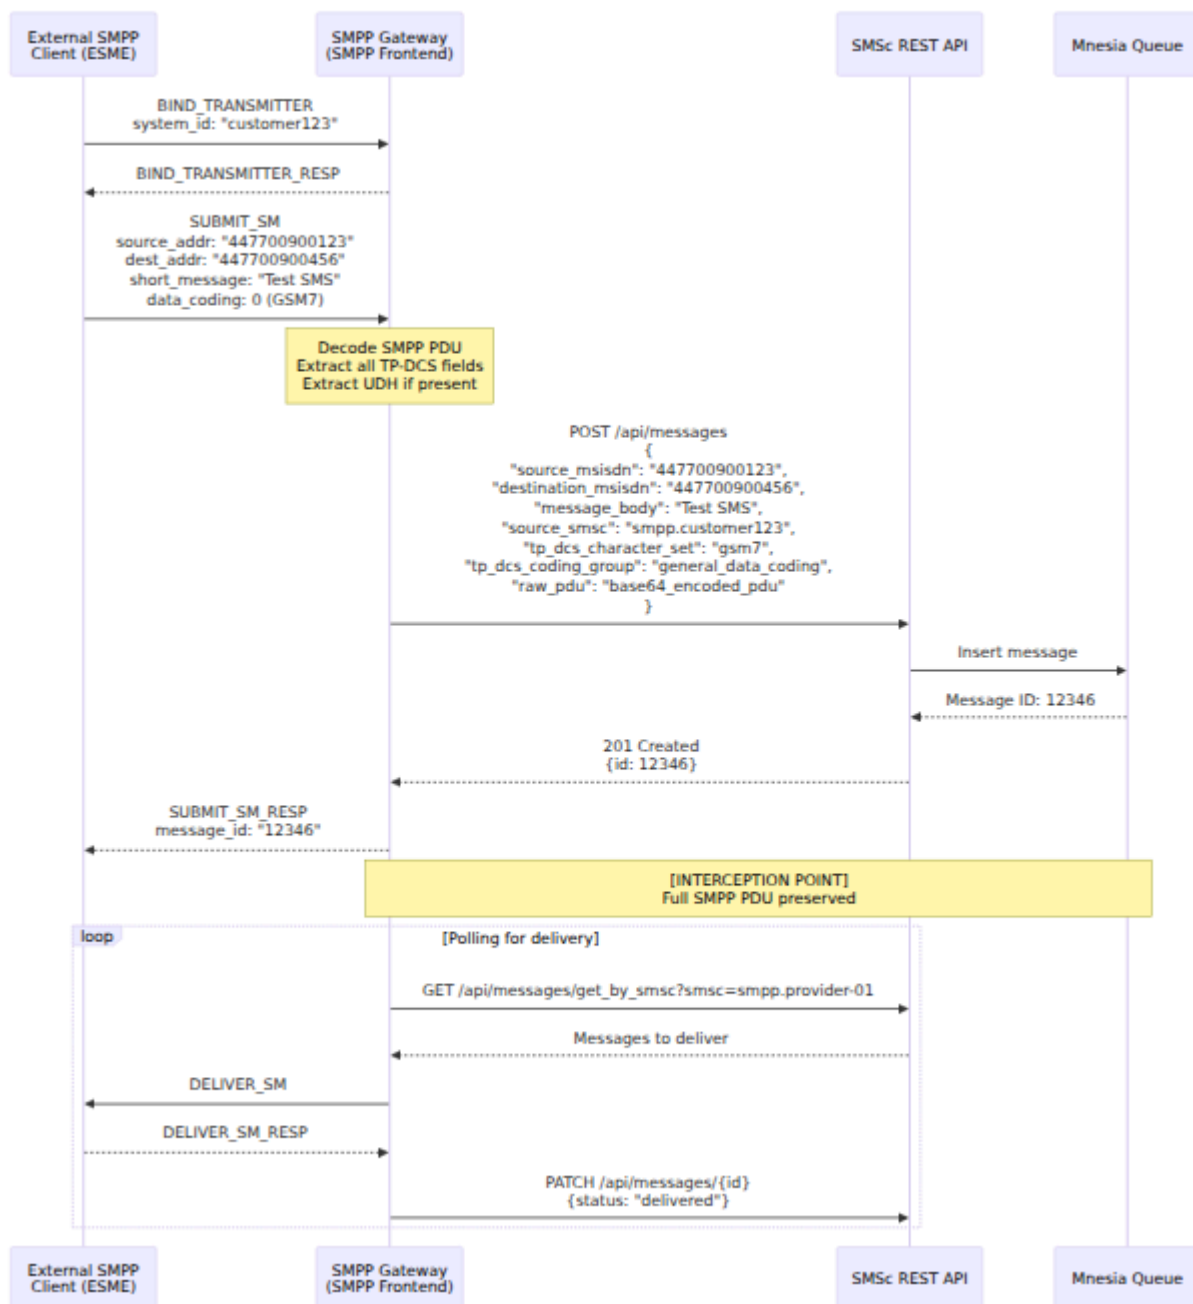 External SMPP
Client (ESME)
SMPP Gateway
(SMPP Frontend)
SMSc REST API
Mnesia Queue
BIND_TRANSMITTER
system_id: "customer123"
BIND_TRANSMITTER_RESP
SUBMIT_SM
source_addr: "447700900123"
dest_addr: "447700900456"
short_message: "Test SMS"
data_coding: 0 (GSM7)
Decode SMPP PDU
Extract all TP-DCS fields
Extract UDH if present
POST /api/messages
{
"source_msisdn": "447700900123",
"destination_msisdn": "447700900456",
"message_body": "Test SMS",
"source_smsc": "smpp.customer123",
"tp_dcs_character_set": "gsm7",
"tp_dcs_coding_group": "general_data_coding",
"raw_pdu": "base64_encoded_pdu"
}
Insert message
Message ID: 12346
201 Created
{id: 12346}
SUBMIT_SM_RESP
message_id: "12346"
[INTERCEPTION POINT]
Full SMPP PDU preserved
loop
[Polling for delivery]
GET /api/messages/get_by_smsc?smsc=smpp.provider-01
Messages to deliver
DELIVER_SM
DELIVER_SM_RESP
PATCH /api/messages/{id}
{status: "delivered"}
External SMPP
Client (ESME)
SMPP Gateway
(SMPP Frontend)
SMSc REST API
Mnesia Queue